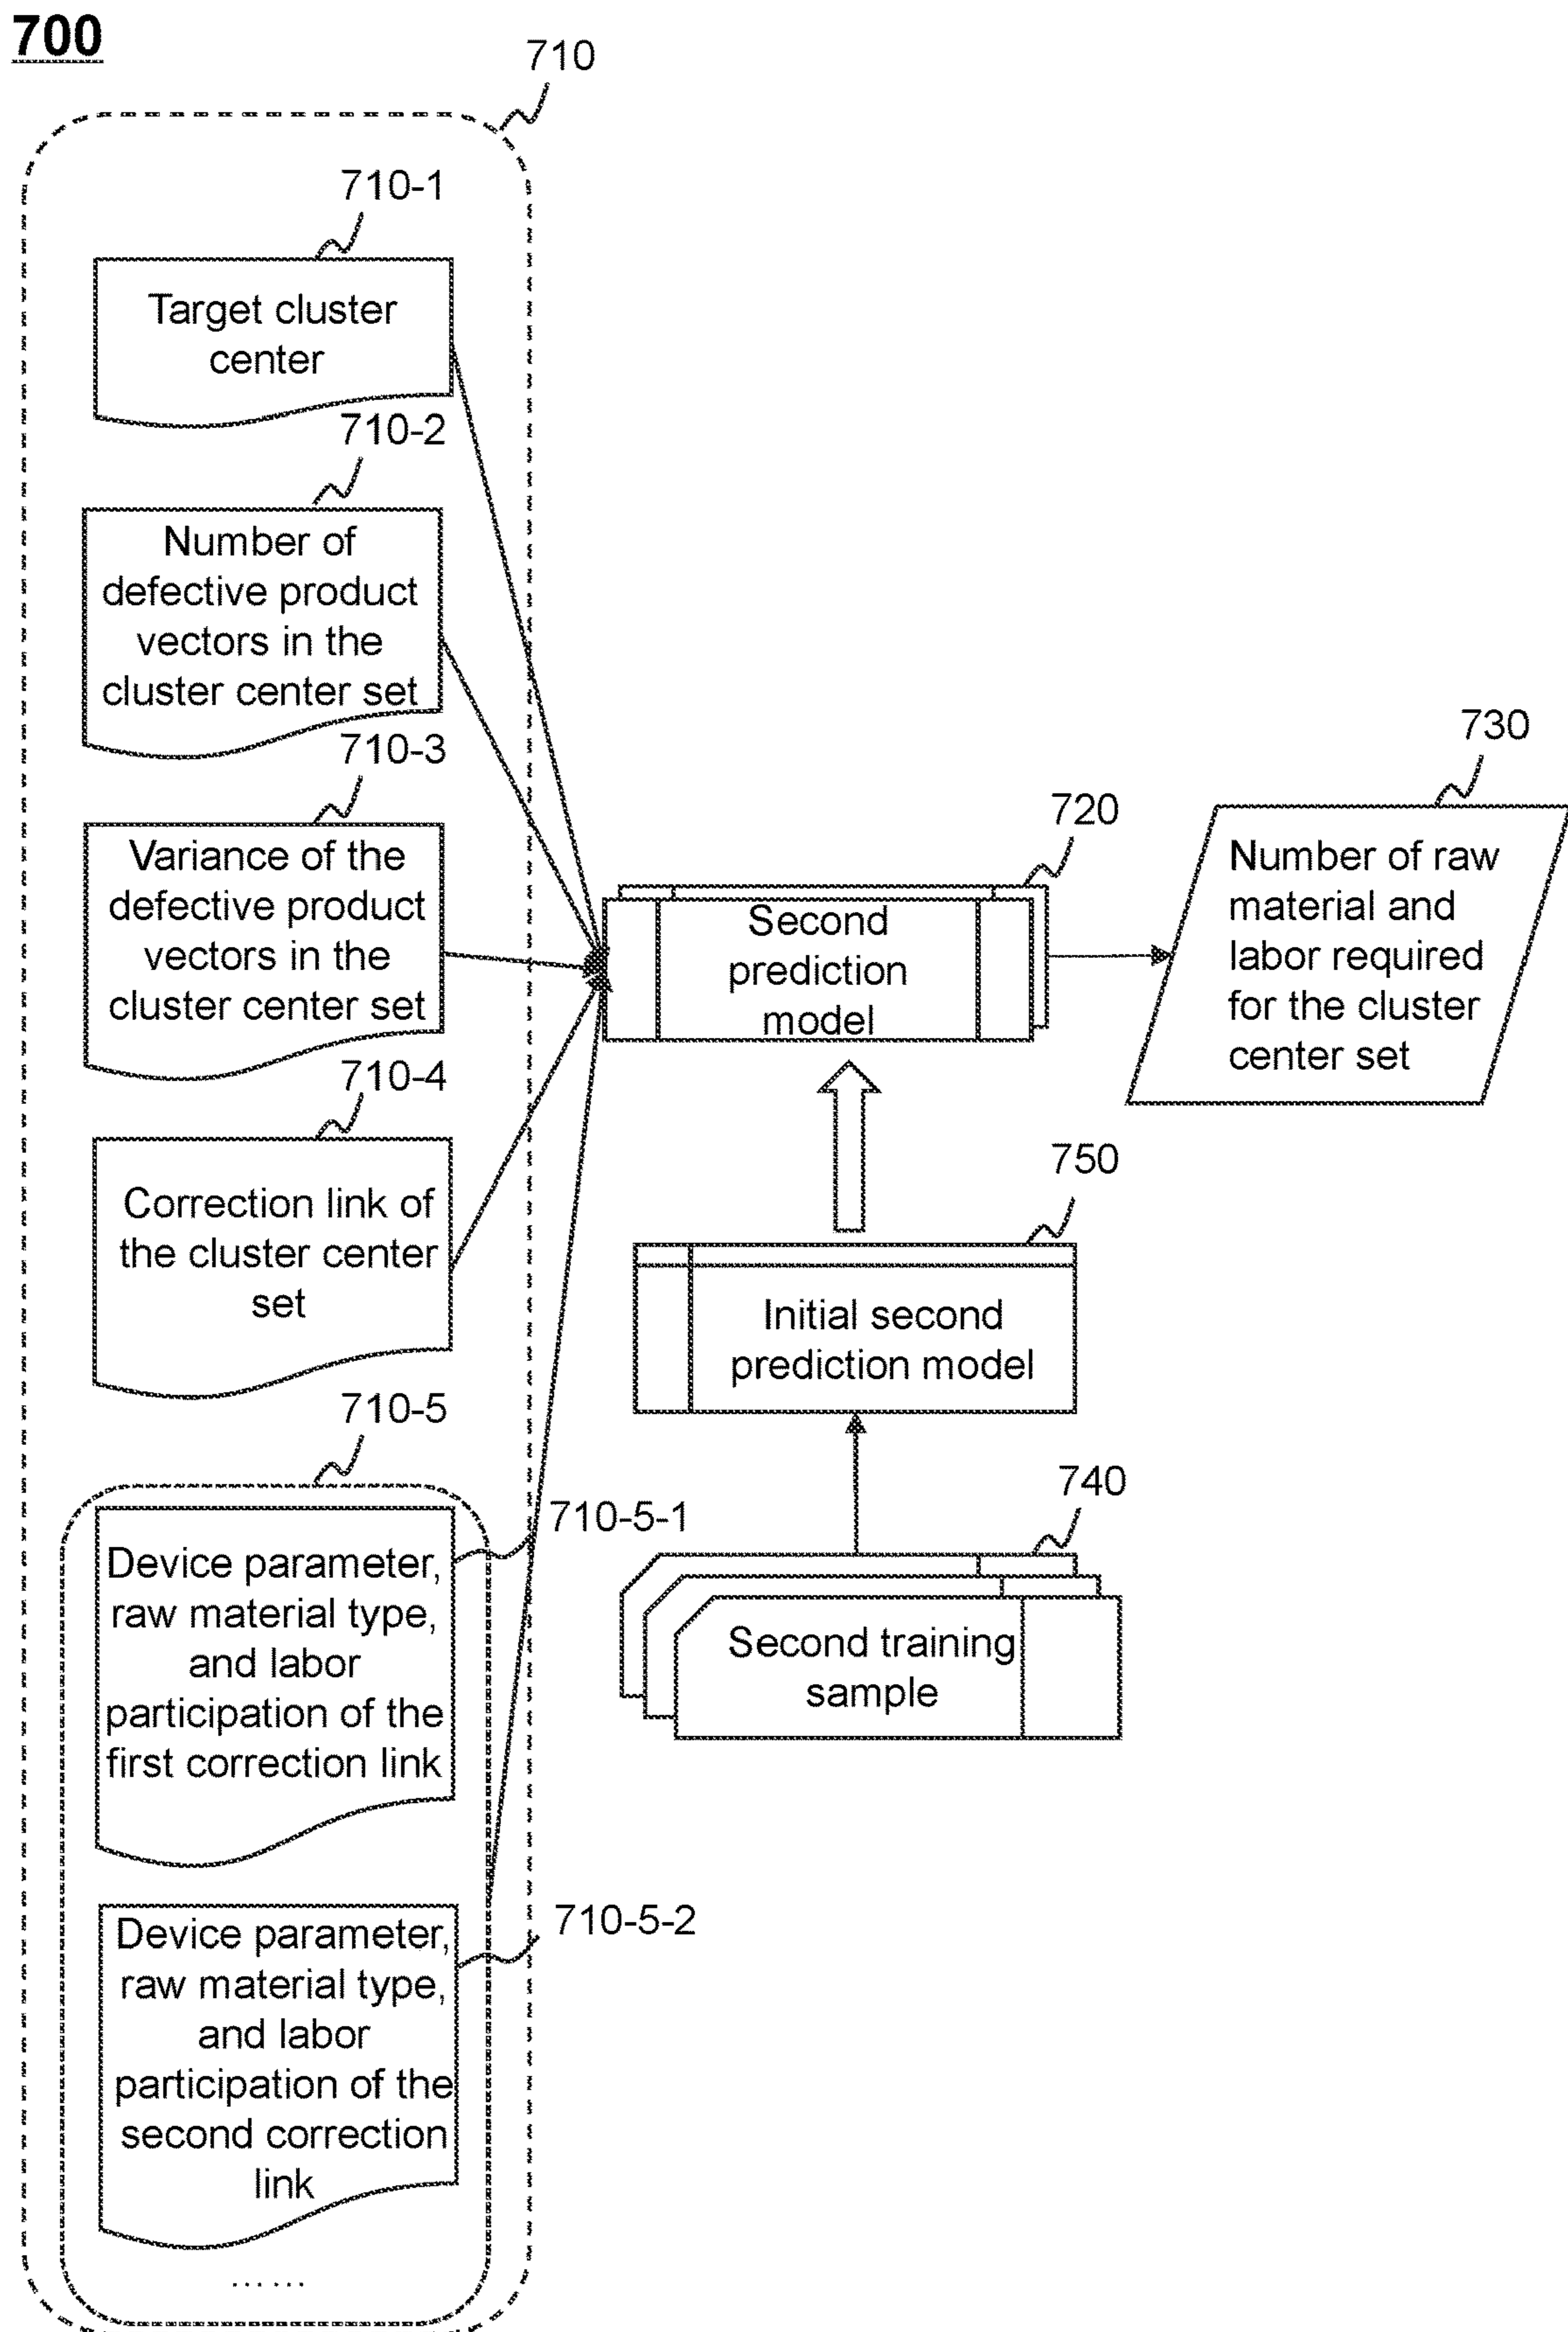 700
710
710-1
Target cluster
center
710-2
Number of
defective product
vectors in the
cluster center set
710-3
Variance of the
defective product
vectors in the
cluster center set
710-4
Correction link of
the cluster center
set
710-5
710-5-1
Device parameter,
raw material type,
and labor
participation of the
first correction link
710-5-2
Device parameter,
raw material type,
and labor
participation of the
second correction
link
... ...
720
Second
prediction
model
730
Number of raw
material and
labor required
for the cluster
center set
750
Initial second
prediction model
740
Second training
sample